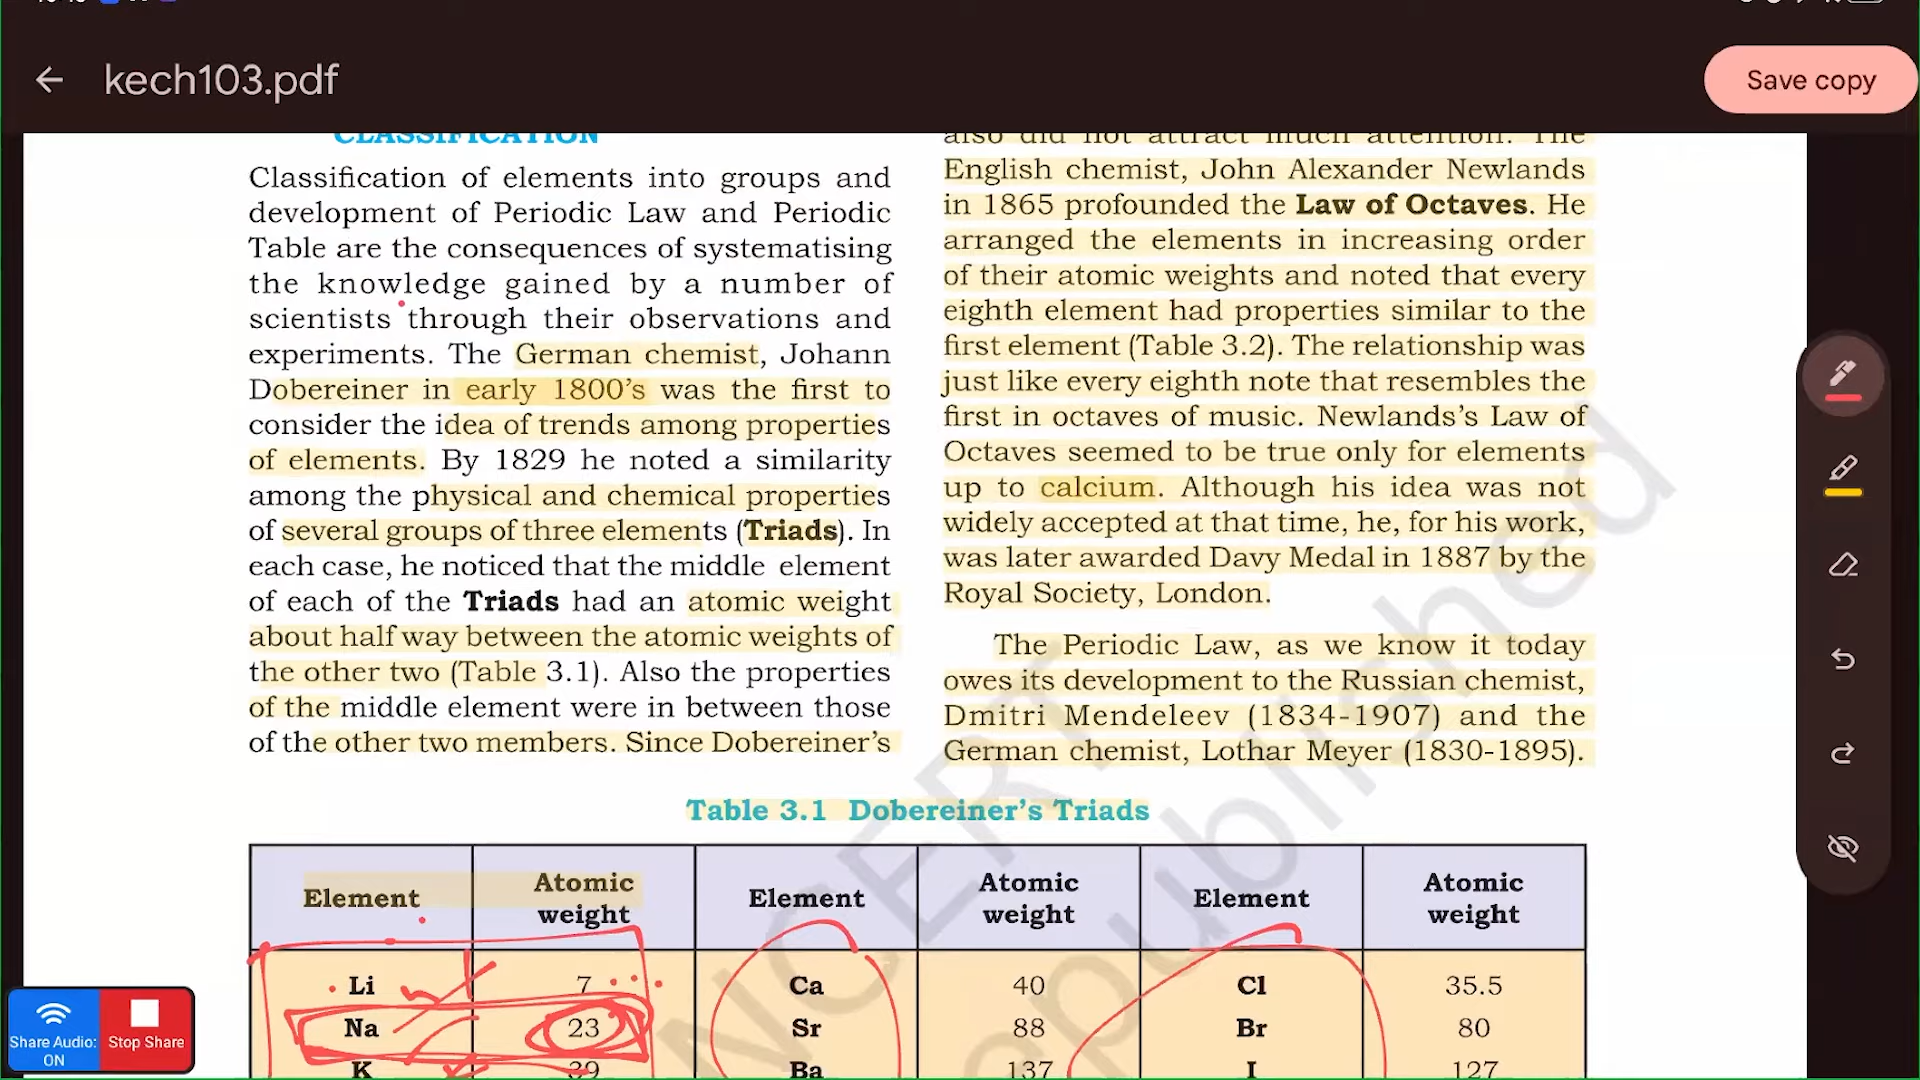 kech103.pdf
Save copy
CLASSIFICATION
Classification of elements into groups and
development of Periodic Law and Periodic
Table are the consequences of systematising
the knowledge gained by a number of
scientists through their observations and
experiments. The German chemist, Johann
Dobereiner in early 1800's was the first to
consider the idea of trends among properties
of elements. By 1829 he noted a similarity
among the physical and chemical properties
of several groups of three elements (Triads). In
each case, he noticed that the middle element
of each of the Triads had an atomic weight
about half way between the atomic weights of
the other two (Table 3.1). Also the properties
of the middle element were in between those
of the other two members. Since Dobereiner's
also did not attract much attention. The
English chemist, John Alexander Newlands
in 1865 profounded the Law of Octaves. He
arranged the elements in increasing order
of their atomic weights and noted that every
eighth element had properties similar to the
first element (Table 3.2). The relationship was
just like every eighth note that resembles the
first in octaves of music. Newlands's Law of
Octaves seemed to be true only for elements
up to calcium. Although his idea was not
widely accepted at that time, he, for his work,
was later awarded Davy Medal in 1887 by the
Royal Society, London.
The Periodic Law, as we know it today
owes its development to the Russian chemist,
Dmitri Mendeleev (1834-1907) and the
German chemist, Lothar Meyer (1830-1895).
Table 3.1 Dobereiner's Triads
Element Atomic weight Element Atomic weight Element Atomic weight
Li 7 Ca 40 Cl 35.5
Na 23 Sr 88 Br 80
K 39 Ba 137 I 127
NCERT
published
Share Audio: ON
Stop Share